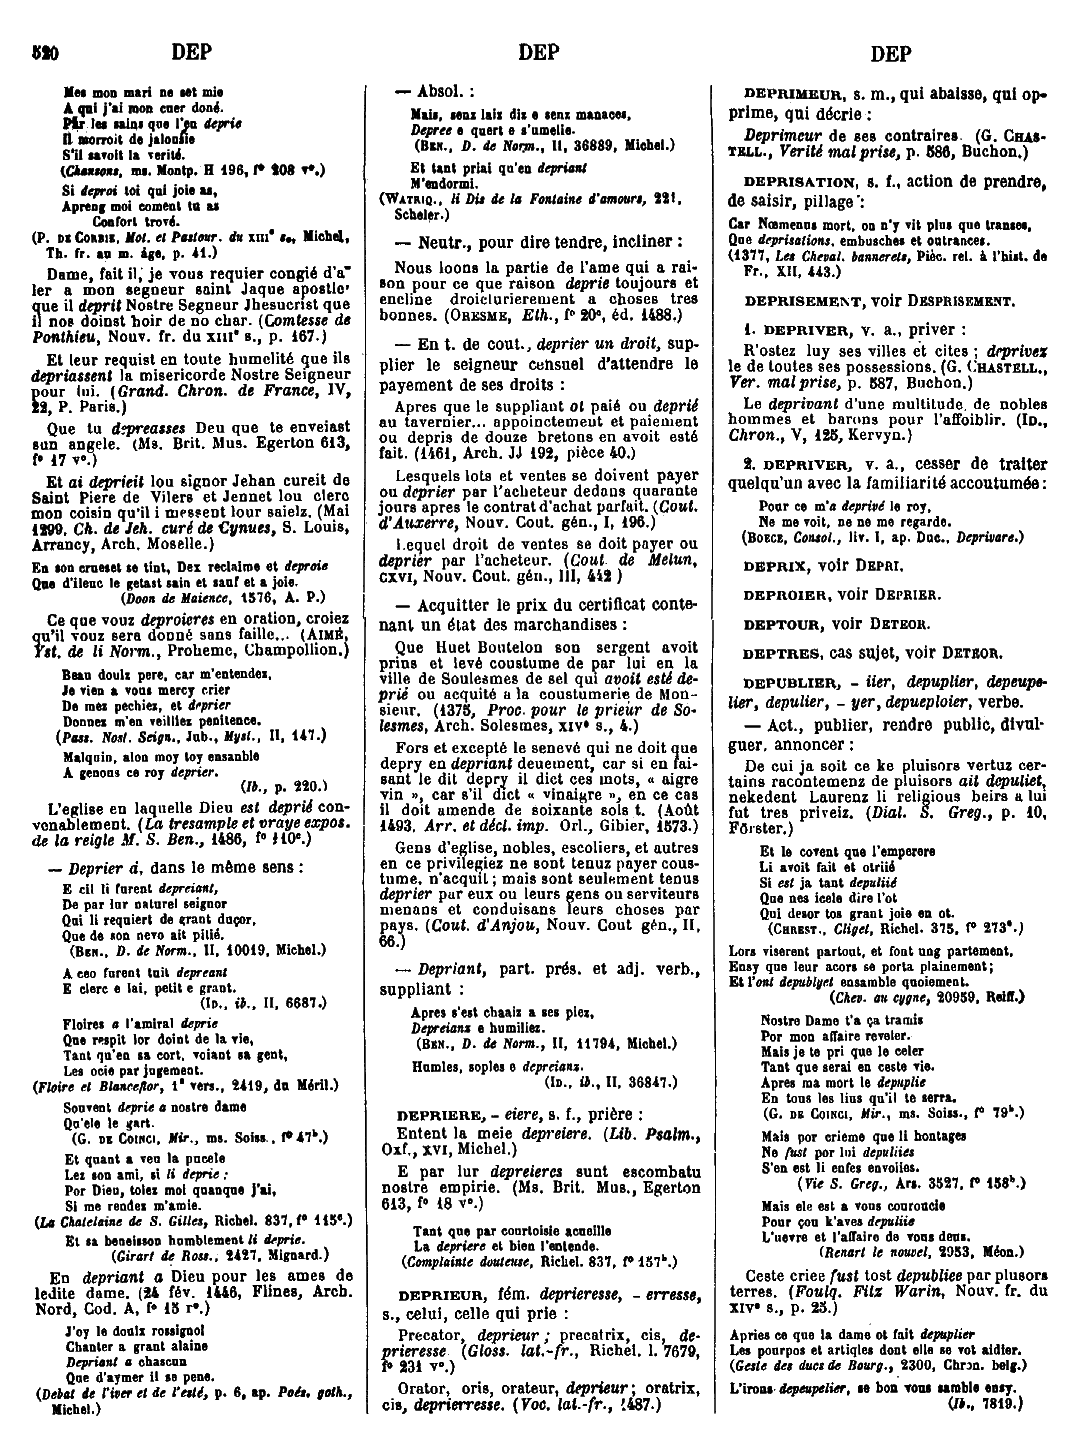 520 DEP DEP DEP
Mes mon mari ne set mie
A qui j'ai mon cuer doné.
Par les sains que l'en deprie
Il morroit de jalousie
S'il savoit la verité.
(Chansons, ms. Montp. H 196, f° 208 v°.)
Si deproi toi qui joie as,
Apreng moi coment tu as
Confort trové.
(P. DE CORBIE, Mot. et Pastour. du XIII° s., Michel,
Th. fr. au m. âge, p. 41.)
Dame, fait il, je vous requier congié d'a-
ler a mon segneur saint Jaque apostle
que il deprit Nostre Segneur Jhesucrist que
il nos doinst hoir de no char. (Comtesse de
Ponthieu, Nouv. fr. du XIII° s., p. 167.)
Et leur requist en toute humelité que ils
depriassent la misericorde Nostre Seigneur
pour lui. (Grand. Chron. de France, IV,
22, P. Paris.)
Que tu depreasses Deu que te enveiast
sun angele. (Ms. Brit. Mus. Egerton 613,
f° 17 v°.)
Et ai deprieit lou signor Jehan cureit de
Saint Piere de Vilers et Jennet lou clerc
mon coisin qu'il i messent lour saielz. (Mai
1299, Ch. de Jeh. curé de Cynues, S. Louis,
Arrancy, Arch. Moselle.)
En son crueset se tint, Dex reclaime et deproie
Que d'ilenc le getast sain et sauf et a joie.
(Doon de Maience, 1576, A. P.)
Ce que vouz deproieres en oration, croiez
qu'il vouz sera donné sans faille... (AIMÉ,
Yst. de li Norm., Proheme, Champollion.)
Beau doulx pere, car m'entendez,
Je vien a vous mercy crier
De mes pechiez, et deprier
Donnez m'en veilliez penitence.
(Pass. Nost. Seign., Jub., Myst., II, 147.)
Malquin, alon moy toy ensanble
A genous ce roy deprier.
(Ib., p. 220.)
L'eglise en laquelle Dieu est deprié con-
venablement. (La tresample et vraye expos.
de la reigle M. S. Ben., 1486, f° 110°.)
— Deprier à, dans le même sens :
E cil li furent depreiant,
De par lur naturel seignor
Qui li requiert de grant duçor,
Que de son nevo ait pitié.
(BEN., D. de Norm., II, 10019, Michel.)
A ceo furent tuit depreant
E clerc e lai, petit e grant.
(ID., ib., II, 6687.)
Floires a l'amiral deprie
Que respit lor doint de la vie,
Tant qu'en sa cort, voiant sa gent,
Les ocie par jugement.
(Floire et Blanceflor, 1° vers., 2419, du Méril.)
Souvent deprie a nostre dame
Qu'ele le gart.
(G. DE COINCI, Mir., ms. Soiss., f° 47b.)
Et quant a veu la pucele
Lez son ami, si li deprie :
Por Dieu, tolez moi quanque j'ai,
Si me rendez m'amie.
(La Chatelaine de S. Gilles, Richel. 837, f° 115°.)
Et sa beneisson humblement li deprie.
(Girart de Ross., 2427, Mignard.)
En depriant a Dieu pour les ames de
ledite dame. (24 fév. 1446, Flines, Arch.
Nord, Cod. A, f° 15 r°.)
J'oy le doulx rossignol
Chanter a grant alaine
Depriant a chascun
Que d'aymer il se pene.
(Debat de l'iver et de l'esté, p. 6, ap. Poés. goth.,
Michel.)
— Absol. :
Mais, senz laiz diz e senz manaces,
Depree e quert e s'umelie.
(BEN., D. de Norm., II, 36889, Michel.)
Et tant priai qu'en depriant
M'endormi.
(WATRIQ., li Dis de la Fontaine d'amours, 221,
Scheler.)
— Neutr., pour dire tendre, incliner :
Nous loons la partie de l'ame qui a rai-
son pour ce que raison deprie toujours et
encline droicturierement a choses tres
bonnes. (ORESME, Eth., f° 20°, éd. 1488.)
— En t. de cout., deprier un droit, sup-
plier le seigneur censuel d'attendre le
payement de ses droits :
Apres que le suppliant ot paié ou deprié
au tavernier... appoinctement et paiement
ou depris de douze bretons en avoit esté
fait. (1461, Arch. JJ 192, pièce 40.)
Lesquels lots et ventes se doivent payer
ou deprier par l'acheteur dedans quarante
jours apres le contrat d'achat parfait. (Cout.
d'Auxerre, Nouv. Cout. gén., I, 196.)
Lequel droit de ventes se doit payer ou
deprier par l'acheteur. (Cout de Melun,
CXVI, Nouv. Cout. gén., III, 442 )
— Acquitter le prix du certificat conte-
nant un état des marchandises :
Que Huet Boutelon son sergent avoit
prins et levé coustume de par lui en la
ville de Soulesmes de sel qui avoit esté de-
prié ou acquité a la coustumerie de Mon-
sieur. (1375, Proc. pour le prieur de So-
lesmes, Arch. Solesmes, XIV° s., 4.)
Fors et excepté le senevé qui ne doit que
depry en depriant deuement, car si en fai-
sant le dit depry il dict ces mots, « aigre
vin », car s'il dict « vinaigre », en ce cas
il doit amende de soixante sols t. (Août
1493, Arr. et décl. imp. Orl., Gibier, 1573.)
Gens d'eglise, nobles, escoliers, et autres
en ce privilegiez ne sont tenuz payer cous-
tume, n'acquit ; mais sont seulement tenus
deprier par eux ou leurs gens ou serviteurs
menans et conduisans leurs choses par
pays. (Cout. d'Anjou, Nouv. Cout gén., II,
66.)
— Depriant, part. prés. et adj. verb.,
suppliant :
Apres s'est chaaiz a ses piez,
Depreianz e humiliez.
(BEN., D. de Norm., II, 11794, Michel.)
Humles, soples e depreianz.
(ID., ib., II, 36847.)
DEPRIERE, - eiere, s. f., prière :
Entent la meie depreiere. (Lib. Psalm.,
Oxf., XVI, Michel.)
E par lur depreieres sunt escombatu
nostre empirie. (Ms. Brit. Mus., Egerton
613, f° 18 v°.)
Tant que par courtoisie acueille
La depriere et bien l'entende.
(Complainte douteuse, Richel. 837, f° 157b.)
DEPRIEUR, fém. deprieresse, - erresse,
s., celui, celle qui prie :
Precator, deprieur ; precatrix, cis, de-
prieresse (Gloss. lat.-fr., Richel. l. 7679,
f° 231 v°.)
Orator, oris, orateur, deprieur ; oratrix,
cis, deprierresse. (Voc. lat.-fr., 1487.)
DEPRIMEUR, s. m., qui abaisse, qui op-
prime, qui décrie :
Deprimeur de ses contraires. (G. CHAS-
TELL., Verité mal prise, p. 586, Buchon.)
DEPRISATION, s. f., action de prendre,
de saisir, pillage :
Car Nœmenus mort, on n'y vit plus que transes,
Que deprisations, embusches et outrances.
(1377, Les Cheval. bannerets, Pièc. rel. à l'hist. de
Fr., XII, 443.)
DEPRISEMENT, voir DESPRISEMENT.
1. DEPRIVER, v. a., priver :
R'ostez luy ses villes et cites ; deprivez
le de toutes ses possessions. (G. CHASTELL.,
Ver. mal prise, p. 587, Buchon.)
Le deprivant d'une multitude de nobles
hommes et barons pour l'affoiblir. (ID.,
Chron., V, 125, Kervyn.)
2. DEPRIVER, v. a., cesser de traiter
quelqu'un avec la familiarité accoutumée :
Pour ce m'a deprivé le roy,
Ne me voit, ne ne me regarde.
(BOECE, Consol., liv. I, ap. Duc., Deprivare.)
DEPRIX, voir DEPRI.
DEPROIER, voir DEPRIER.
DEPTOUR, voir DETEOR.
DEPTRES, cas sujet, voir DETEOR.
DEPUBLIER, - iier, depuplier, depeupe-
lier, depulier, - yer, depueploier, verbe.
— Act., publier, rendre public, divul-
guer, annoncer :
De cui ja soit ce ke pluisors vertuz cer-
tains racontemenz de pluisors ait depuliet,
nekedent Laurenz li religious beirs a lui
fut tres priveiz. (Dial. S. Greg., p. 10,
Förster.)
Et le covent que l'emperere
Li avoit fait et otriié
Si est ja tant depuliié
Que nes icele dire l'ot
Qui desor tos grant joie en ot.
(CHREST., Cliget, Richel. 375, f° 273°.)
Lors viserent partout, et font ung partement,
Ensy que leur acors se porta plainement ;
Et l'ont depublyet ensamble quoiement.
(Chev. au cygne, 20959, Reiff.)
Nostre Dame t'a ça tramis
Por mon affaire reveler.
Mais je te pri que le celer
Tant que serai en ceste vie.
Apres ma mort le depuplie
En tous les lius qu'il te serra.
(G. DE COINCI, Mir., ms. Soiss., f° 79b.)
Mais por crieme que li hontages
Ne fust por lui depuliies
S'en est li enfes envoiies.
(Vie S. Greg., Ars. 3527, f° 158b.)
Mais ele est a vous couroucie
Pour çou k'aves depuliie
L'uevre et l'affaire de vous deus.
(Renart le nouvel, 2953, Méon.)
Ceste criee fust tost depubliee par plusors
terres. (Foulq. Fitz Warin, Nouv. fr. du
XIV° s., p. 25.)
Apries ce que la dame ot fait depuplier
Les pourpos et artiqles dont elle se vot aidier.
(Geste des ducs de Bourg., 2300, Chron. belg.)
L'irons depeupelier, se bon vous samble ensy.
(Ib., 7819.)